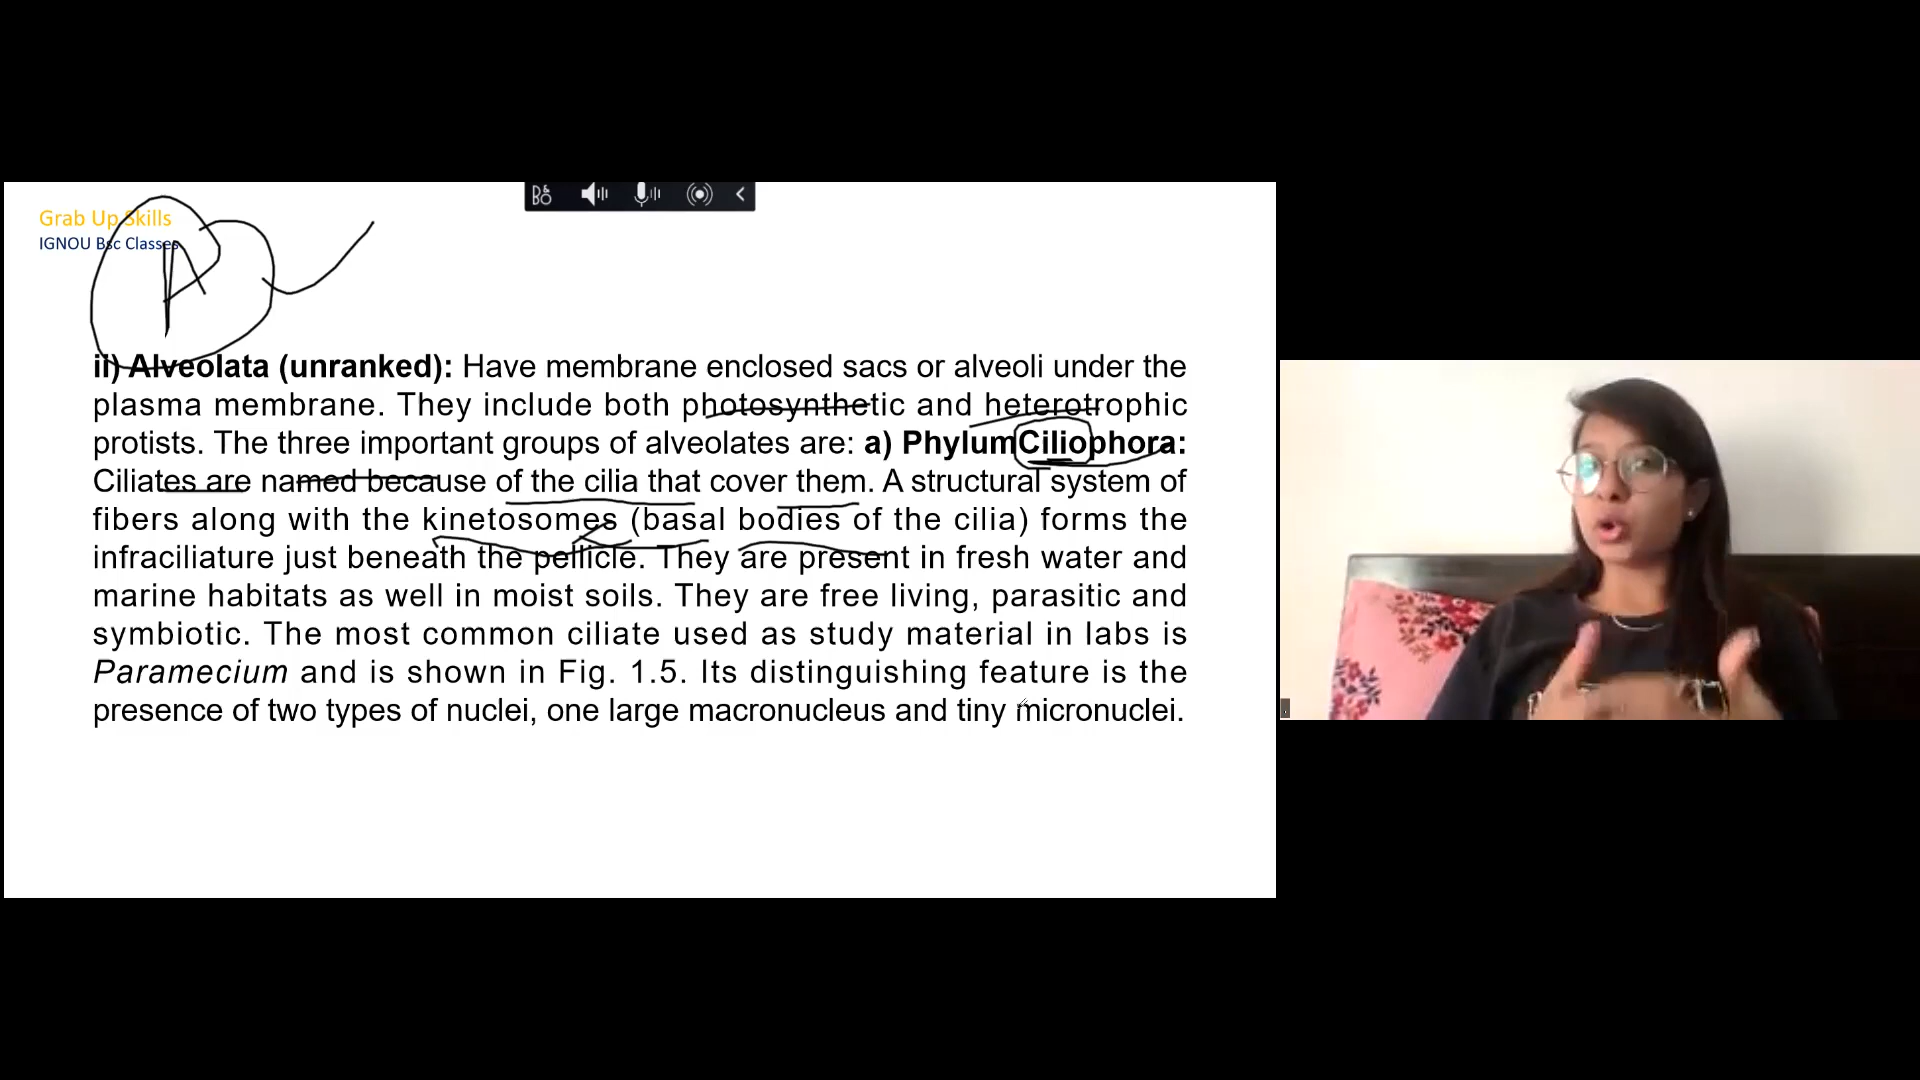 Grab Up Skills
IGNOU Bsc Classes
A
ii) Alveolata (unranked): Have membrane enclosed sacs or alveoli under the
plasma membrane. They include both photosynthetic and heterotrophic
protists. The three important groups of alveolates are: a) PhylumCiliophora:
Ciliates are named because of the cilia that cover them. A structural system of
fibers along with the kinetosomes (basal bodies of the cilia) forms the
infraciliature just beneath the pellicle. They are present in fresh water and
marine habitats as well in moist soils. They are free living, parasitic and
symbiotic. The most common ciliate used as study material in labs is
Paramecium and is shown in Fig. 1.5. Its distinguishing feature is the
presence of two types of nuclei, one large macronucleus and tiny micronuclei.